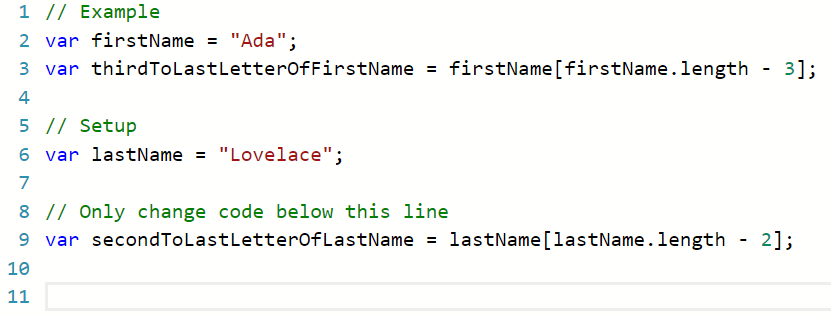 1 // Example
2 var firstName = "Ada";
3 var thirdToLastLetterOfFirstName = firstName[firstName.length - 3];
4
5 // Setup
6 var lastName = "Lovelace";
7
8 // Only change code below this line
9 var secondToLastLetterOfLastName = lastName[lastName.length - 2];
10
11